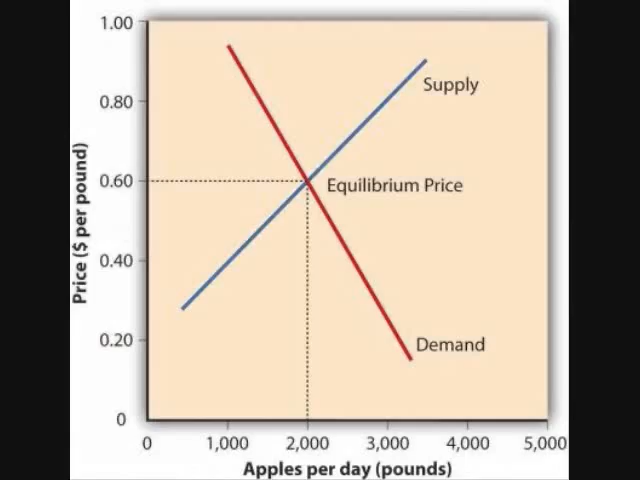 1.00
0.80
0.60
0.40
0.20
0
Price ($ per pound)
Supply
Equilibrium Price
Demand
0
1,000
2,000
3,000
4,000
5,000
Apples per day (pounds)